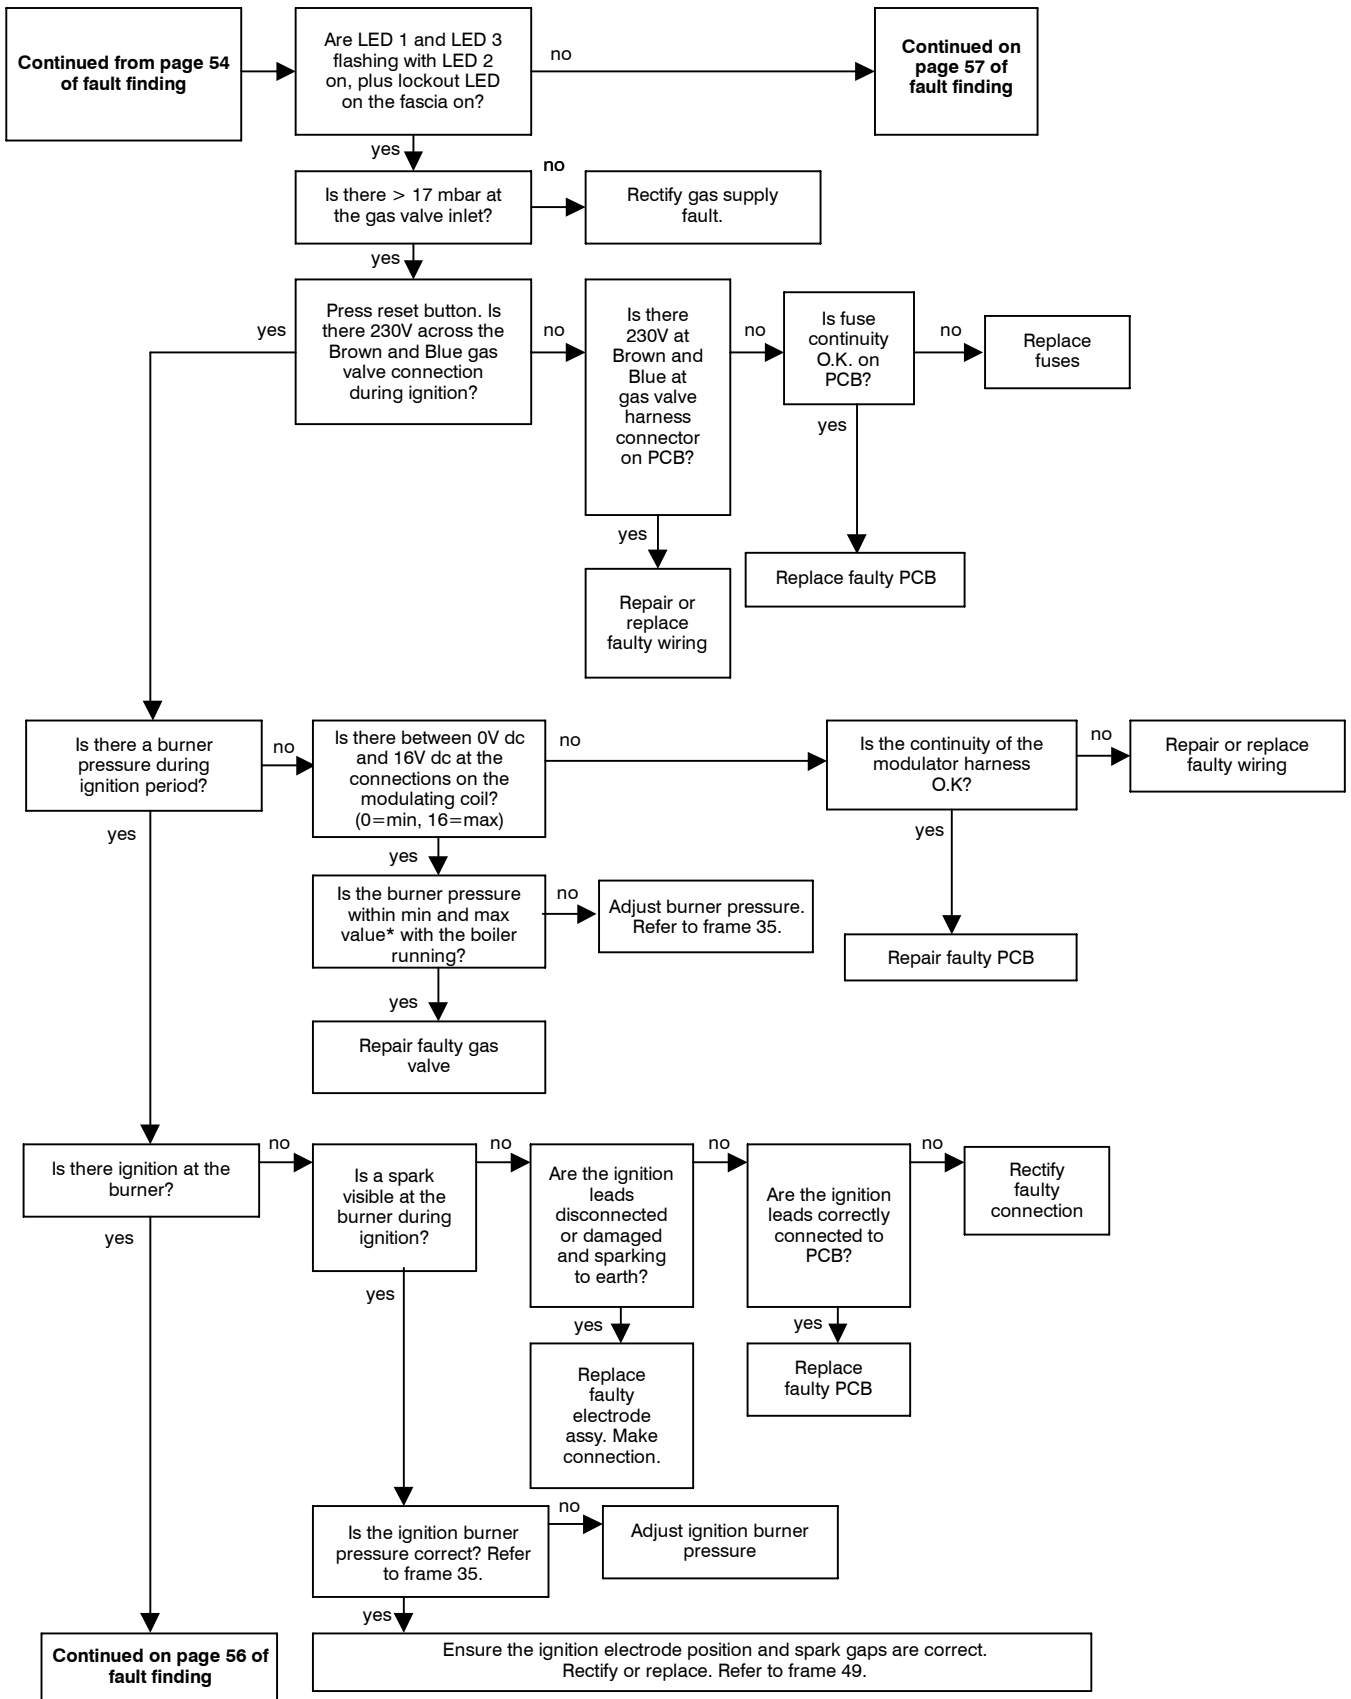 Continued from page 54
of fault finding
Are LED 1 and LED 3
flashing with LED 2
on, plus lockout LED
on the fascia on?
no
Continued on
page 57 of
fault finding
yes
Is there > 17 mbar at
the gas valve inlet?
no
Rectify gas supply
fault.
yes
Press reset button. Is
there 230V across the
Brown and Blue gas
valve connection
during ignition?
yes
no
Is there
230V at
Brown and
Blue at
gas valve
harness
connector
on PCB?
no
Is fuse
continuity
O.K. on
PCB?
no
Replace
fuses
yes
Replace faulty PCB
yes
Repair or
replace
faulty wiring
Is there a burner
pressure during
ignition period?
no
Is there between 0V dc
and 16V dc at the
connections on the
modulating coil?
(0=min, 16=max)
no
Is the continuity of the
modulator harness
O.K?
no
Repair or replace
faulty wiring
yes
yes
yes
Repair faulty PCB
Is the burner pressure
within min and max
value* with the boiler
running?
no
Adjust burner pressure.
Refer to frame 35.
yes
Repair faulty gas
valve
Is there ignition at the
burner?
no
Is a spark
visible at the
burner during
ignition?
no
Are the ignition
leads
disconnected
or damaged
and sparking
to earth?
no
Are the ignition
leads correctly
connected to
PCB?
no
Rectify
faulty
connection
yes
yes
yes
Replace
faulty
electrode
assy. Make
connection.
yes
Replace
faulty PCB
Is the ignition burner
pressure correct? Refer
to frame 35.
no
Adjust ignition burner
pressure
yes
Continued on page 56 of
fault finding
Ensure the ignition electrode position and spark gaps are correct.
Rectify or replace. Refer to frame 49.